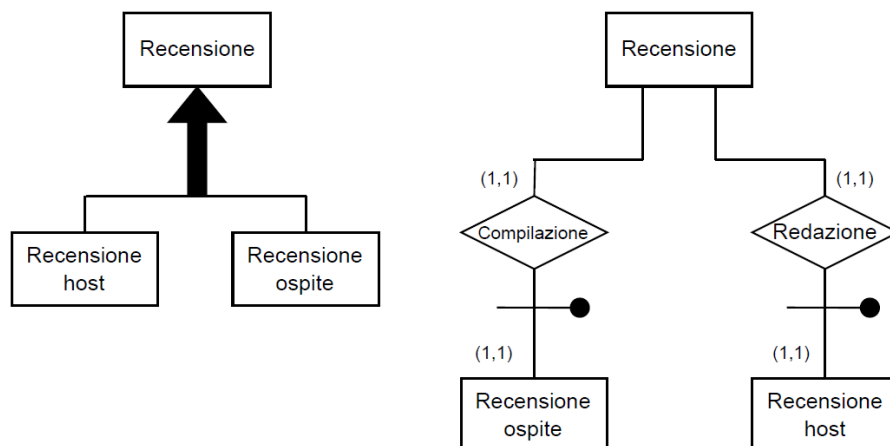 Recensione
Recensione
host
Recensione
ospite
Recensione
(1,1)
(1,1)
Compilazione
Redazione
(1,1)
(1,1)
Recensione
ospite
Recensione
host